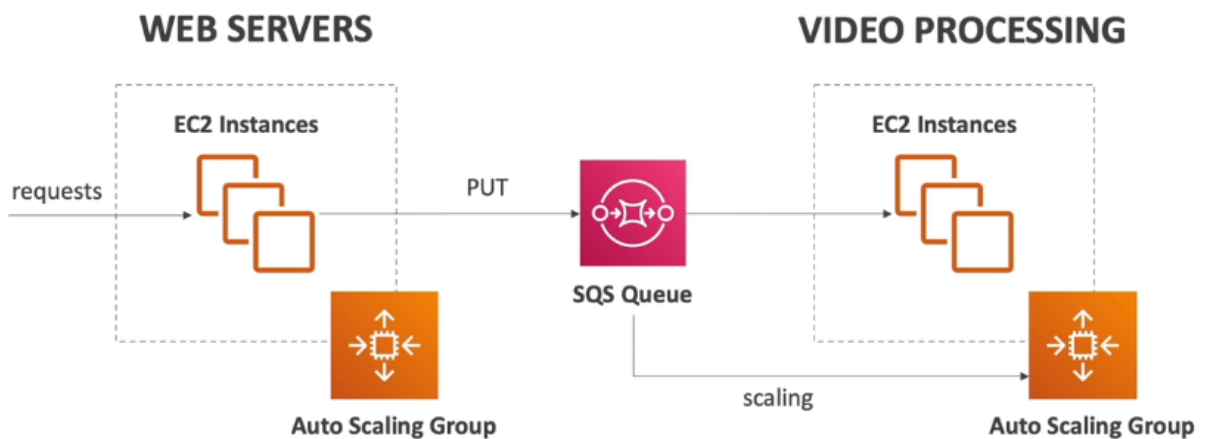 WEB SERVERS
VIDEO PROCESSING
EC2 Instances
EC2 Instances
requests
PUT
SQS Queue
scaling
Auto Scaling Group
Auto Scaling Group